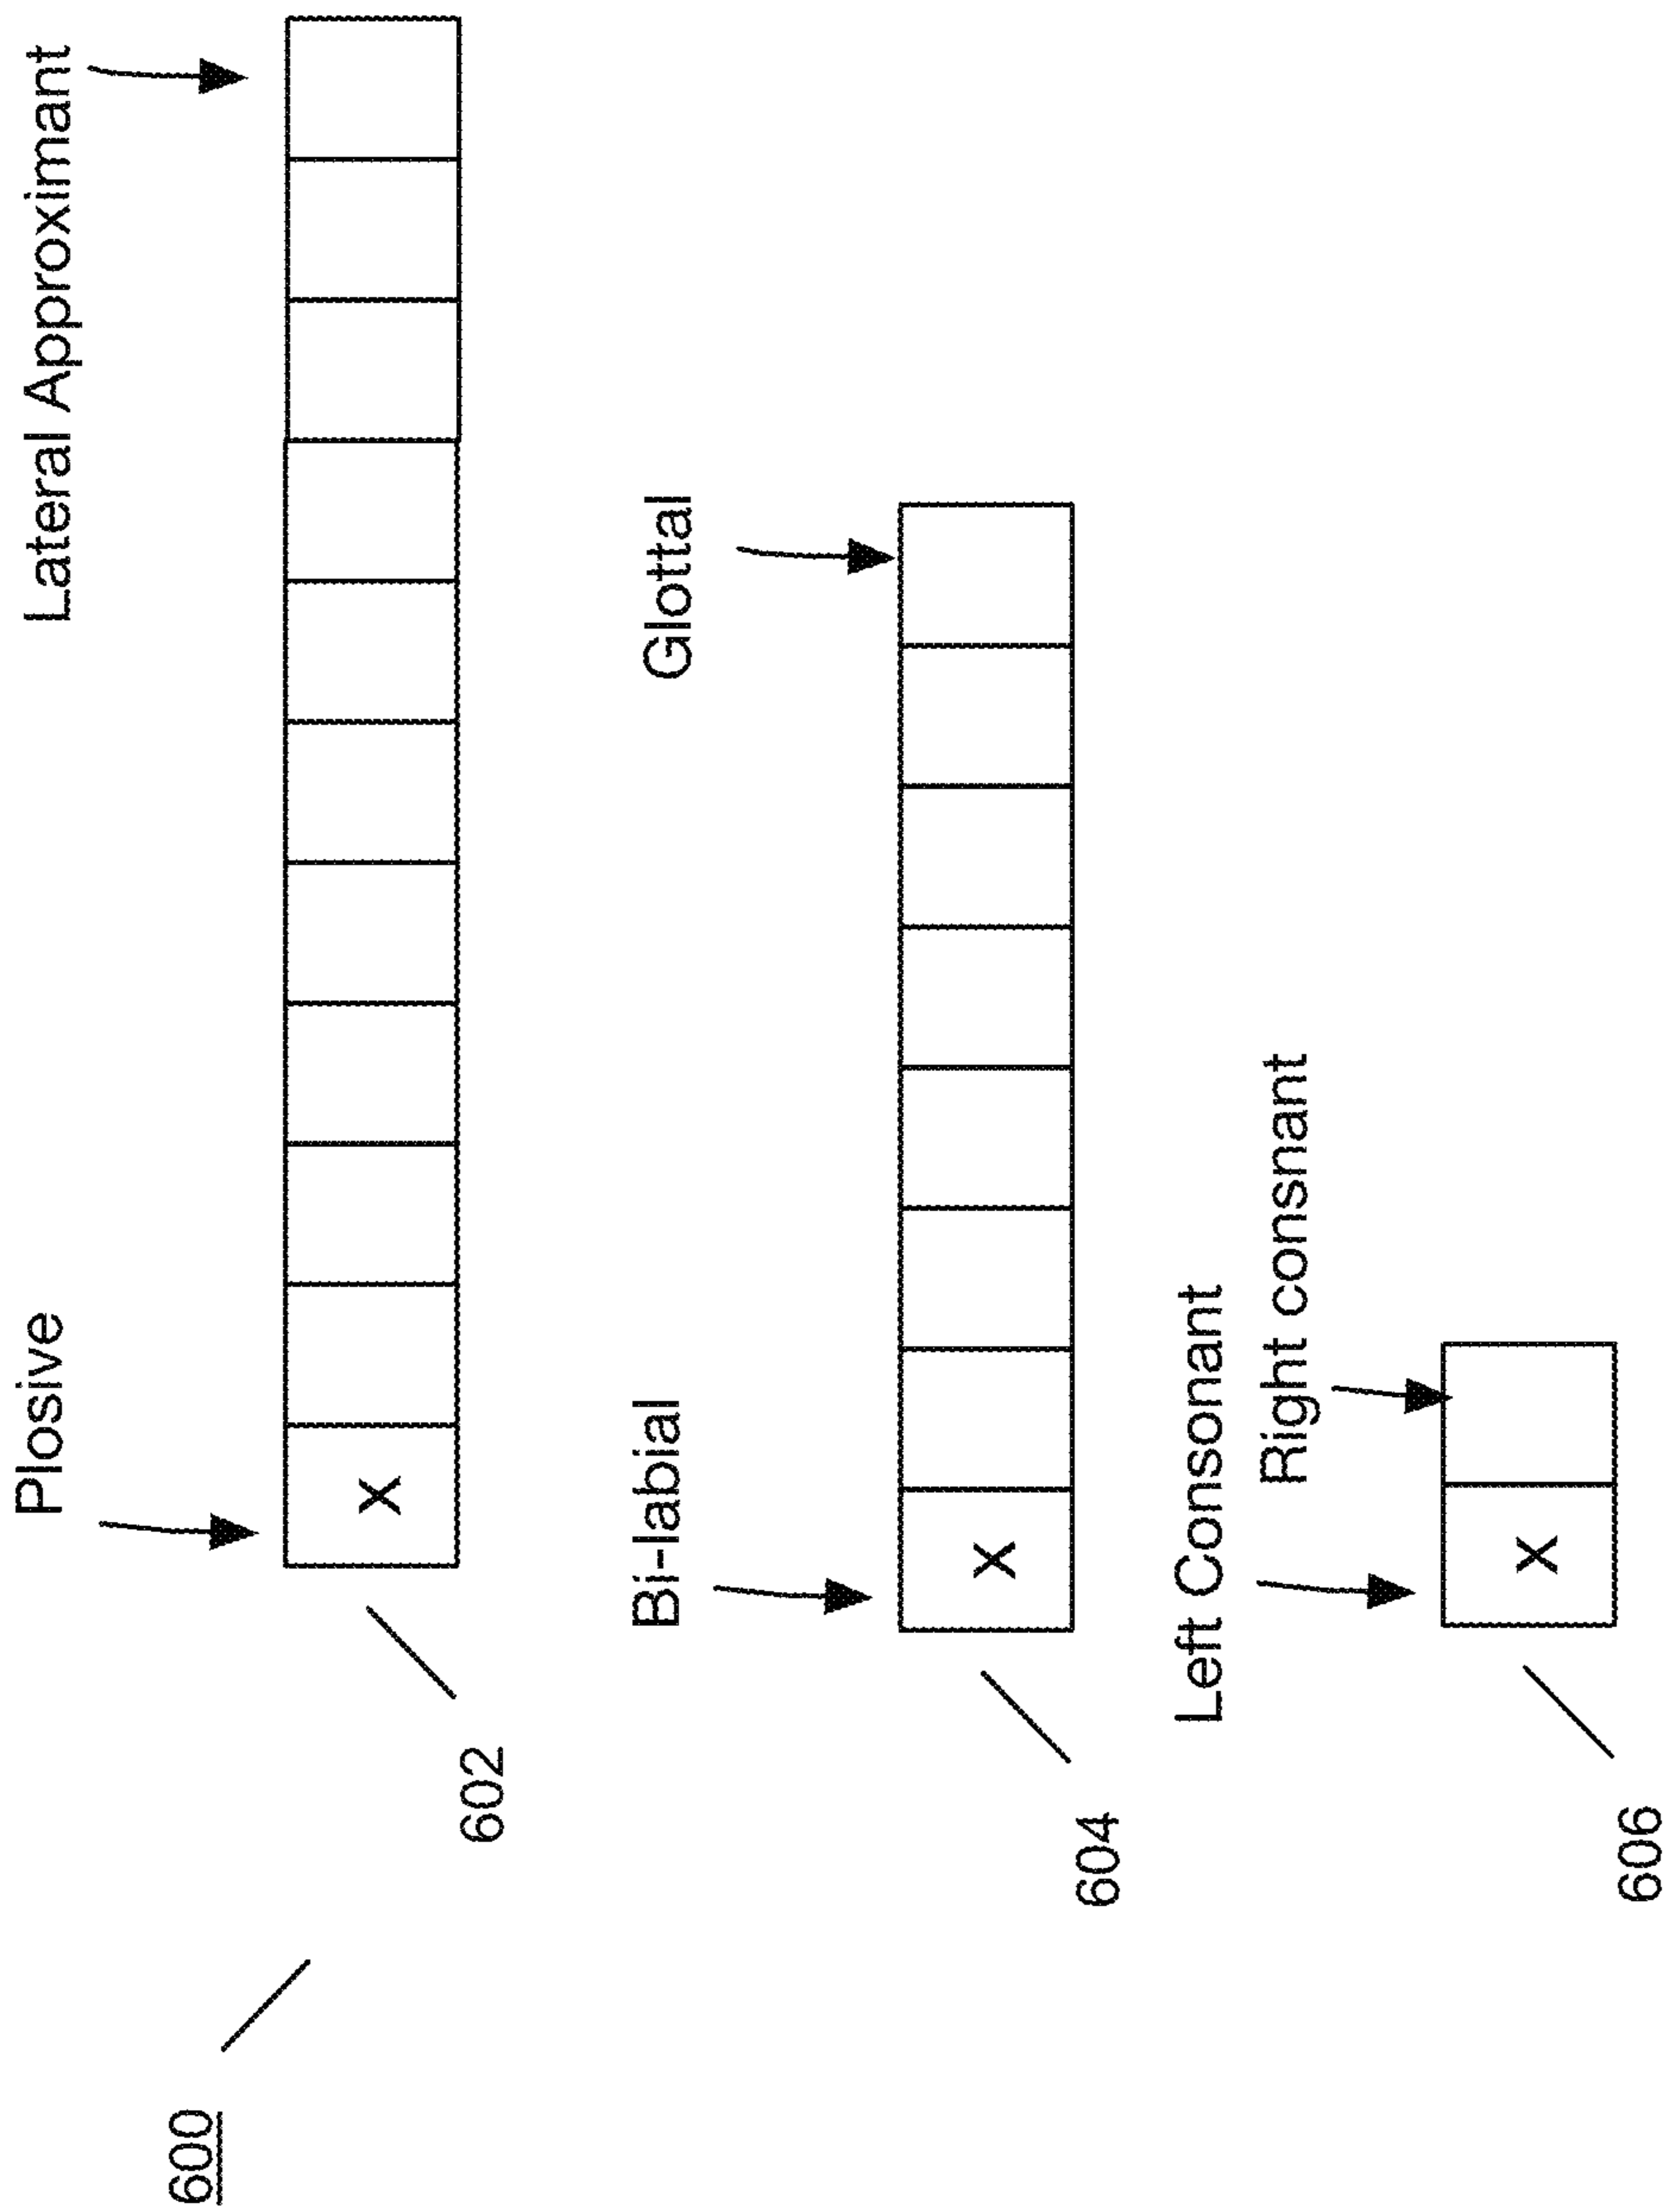 600
Plosive
Lateral Approximant
X
602
Bi-labial
Glottal
X
604
Left Consonant
Right consnant
X
606